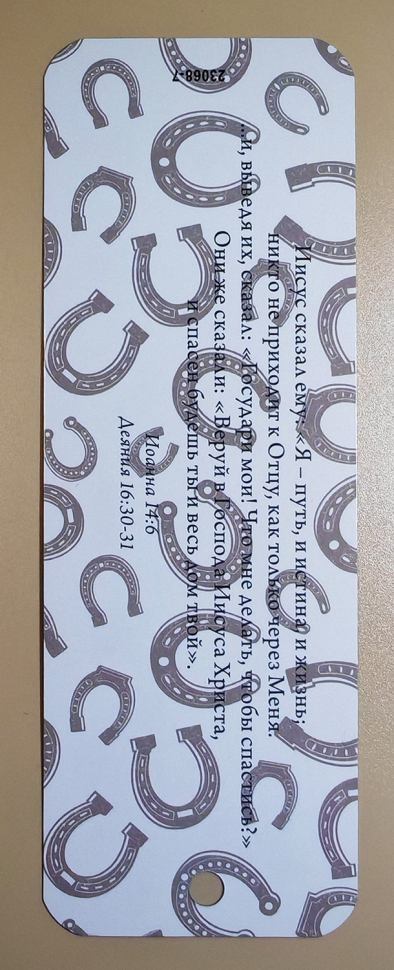 Иисус сказал ему: «Я – путь, и истина, и жизнь;
никто не приходит к Отцу, как только через Меня.
...и, выведя их, сказал: «Государи мои! Что мне делать, чтобы спастись?»
Они же сказали: «Веруй в Господа Иисуса Христа,
и спасен будешь ты и весь дом твой».
Иоанна 14:6
Деяния 16:30-31
23068-7